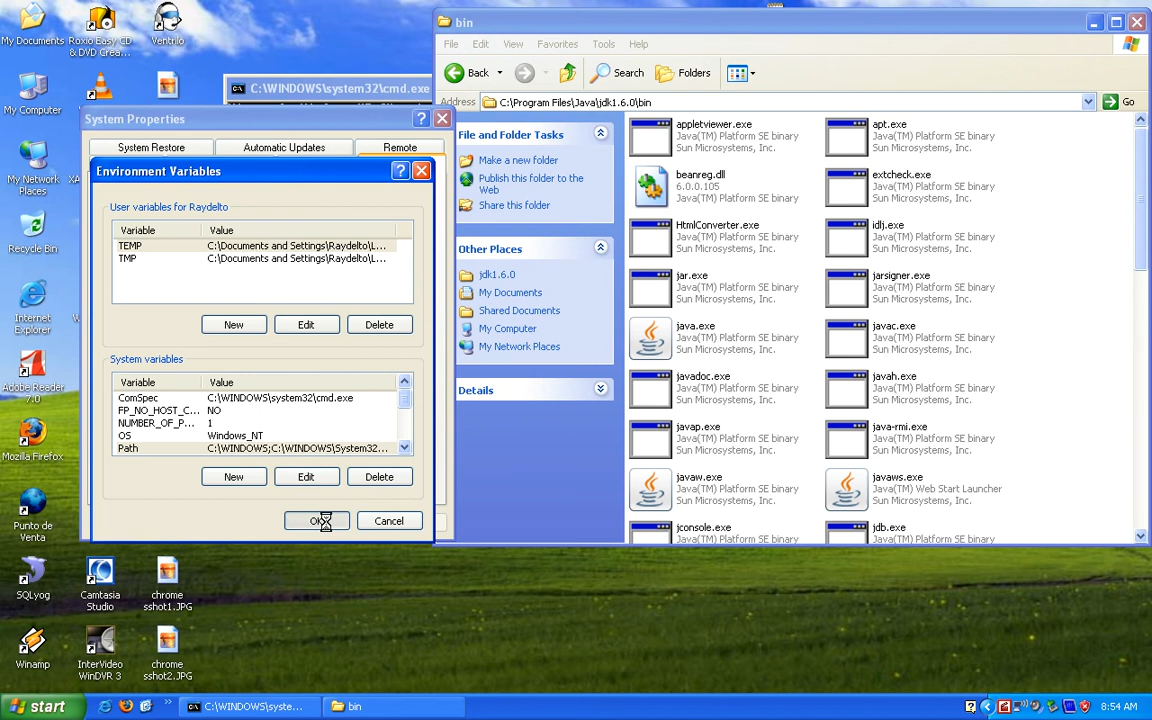 My Documents
Roxio Easy CD
& DVD Crea...
Ventrilo
My Computer
My Network
Places
Recycle Bin
Internet
Explorer
Adobe Reader
7.0
Mozilla Firefox
Punto de
Venta
SQLyog
Camtasia
Studio
chrome
sshot1.JPG
Winamp
InterVideo
WinDVR 3
chrome
sshot2.JPG
C:\WINDOWS\system32\cmd.exe
System Properties
System Restore
Automatic Updates
Remote
Environment Variables
User variables for Raydelto
Variable Value
TEMP C:\Documents and Settings\Raydelto\L...
TMP C:\Documents and Settings\Raydelto\L...
New Edit Delete
System variables
Variable Value
ComSpec C:\WINDOWS\system32\cmd.exe
FP_NO_HOST_C... NO
NUMBER_OF_P... 1
OS Windows_NT
Path C:\WINDOWS;C:\WINDOWS\System32...
New Edit Delete
OK Cancel
bin
File Edit View Favorites Tools Help
Back Search Folders
Address C:\Program Files\Java\jdk1.6.0\bin Go
File and Folder Tasks
Make a new folder
Publish this folder to the
Web
Share this folder
Other Places
jdk1.6.0
My Documents
Shared Documents
My Computer
My Network Places
Details
appletviewer.exe
Java(TM) Platform SE binary
Sun Microsystems, Inc.
apt.exe
Java(TM) Platform SE binary
Sun Microsystems, Inc.
beanreg.dll
6.0.0.105
extcheck.exe
Java(TM) Platform SE binary
Sun Microsystems, Inc.
HtmlConverter.exe
Java(TM) Platform SE binary
Sun Microsystems, Inc.
idlj.exe
Java(TM) Platform SE binary
Sun Microsystems, Inc.
jar.exe
Java(TM) Platform SE binary
Sun Microsystems, Inc.
jarsigner.exe
Java(TM) Platform SE binary
Sun Microsystems, Inc.
java.exe
Java(TM) Platform SE binary
Sun Microsystems, Inc.
javac.exe
Java(TM) Platform SE binary
Sun Microsystems, Inc.
javadoc.exe
Java(TM) Platform SE binary
Sun Microsystems, Inc.
javah.exe
Java(TM) Platform SE binary
Sun Microsystems, Inc.
javap.exe
Java(TM) Platform SE binary
Sun Microsystems, Inc.
java-rmi.exe
Java(TM) Platform SE binary
Sun Microsystems, Inc.
javaw.exe
Java(TM) Platform SE binary
Sun Microsystems, Inc.
javaws.exe
Java(TM) Web Start Launcher
Sun Microsystems, Inc.
jconsole.exe
Java(TM) Platform SE binary
Sun Microsystems, Inc.
jdb.exe
Java(TM) Platform SE binary
Sun Microsystems, Inc.
start
C:\WINDOWS\syste...
bin
8:54 AM